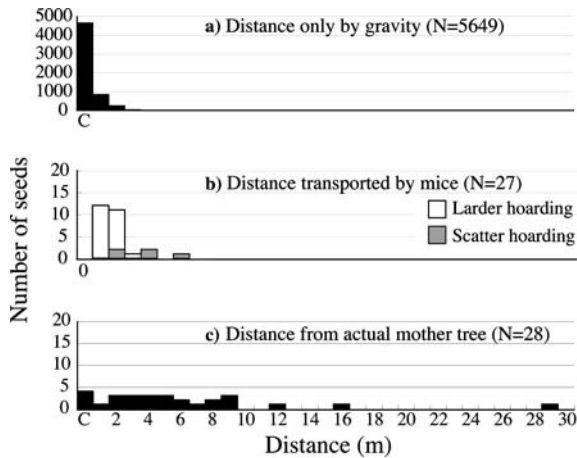 5000
4000
3000
2000
1000
0
a) Distance only by gravity (N=5649)
C
Number of seeds
20
15
10
5
0
b) Distance transported by mice (N=27)
Larder hoarding
Scatter hoarding
0
20
15
10
5
0
c) Distance from actual mother tree (N=28)
C 2 4 6 8 10 12 14 16 18 20 22 24 26 28 30
Distance (m)